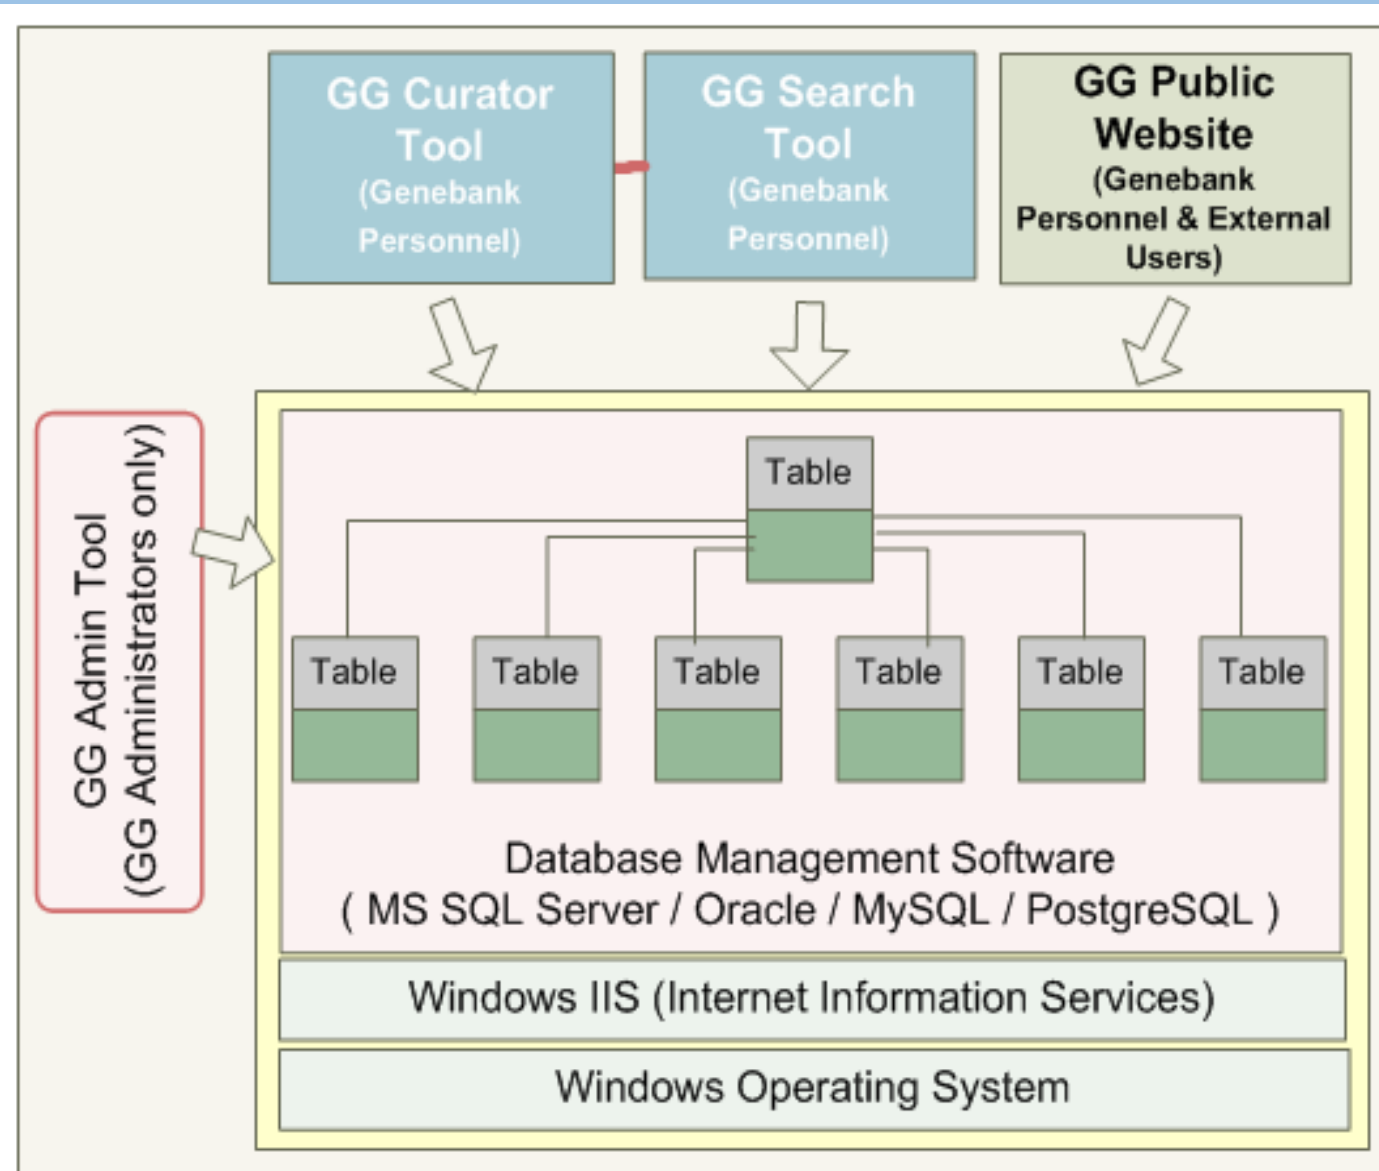 GG Curator
Tool
(Genebank
Personnel)
GG Search
Tool
(Genebank
Personnel)
GG Public
Website
(Genebank
Personnel & External
Users)
GG Admin Tool
(GG Administrators only)
Table
Table
Table
Table
Table
Table
Table
Database Management Software
( MS SQL Server / Oracle / MySQL / PostgreSQL )
Windows IIS (Internet Information Services)
Windows Operating System